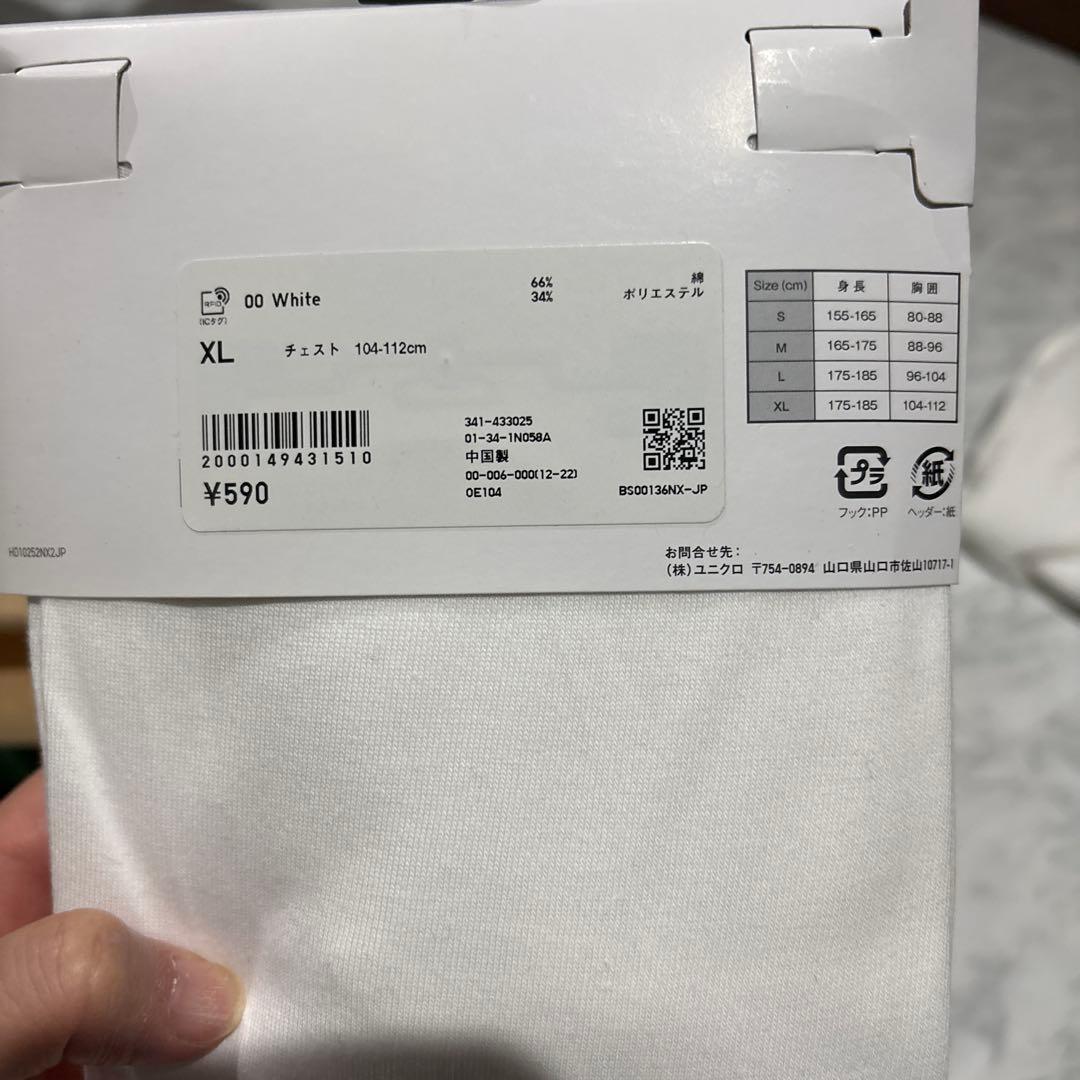 RFID
(ICタグ)
00 White
66% 綿
34% ポリエステル
XL チェスト 104-112cm
2000149431510
¥590
341-433025
01-34-1N058A
中国製
00-006-000(12-22)
0E104
BS00136NX-JP
Size (cm) 身長 胸囲
S 155-165 80-88
M 165-175 88-96
L 175-185 96-104
XL 175-185 104-112
プラ
フック:PP
紙
ヘッダー:紙
HD10252NX2JP
お問合せ先:
(株)ユニクロ 〒754-0894 山口県山口市佐山10717-1